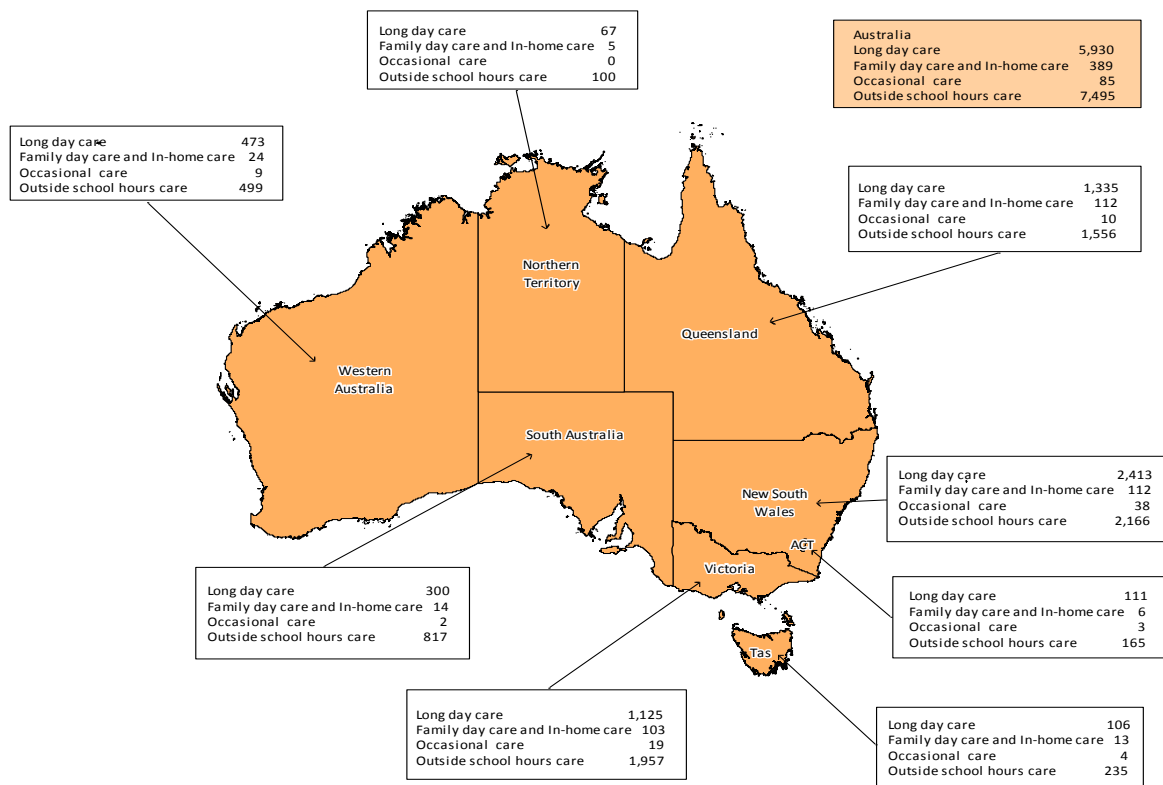 Long day care 67
Family day care and In-home care 5
Occasional care 0
Outside school hours care 100
Australia
Long day care 5,930
Family day care and In-home care 389
Occasional care 85
Outside school hours care 7,495
Long day care 473
Family day care and In-home care 24
Occasional care 9
Outside school hours care 499
Long day care 1,335
Family day care and In-home care 112
Occasional care 10
Outside school hours care 1,556
Northern
Territory
Queensland
Western
Australia
South Australia
Long day care 2,413
Family day care and In-home care 112
Occasional care 38
Outside school hours care 2,166
New South
Wales
ACT
Victoria
Long day care 300
Family day care and In-home care 14
Occasional care 2
Outside school hours care 817
Long day care 111
Family day care and In-home care 6
Occasional care 3
Outside school hours care 165
Tas
Long day care 1,125
Family day care and In-home care 103
Occasional care 19
Outside school hours care 1,957
Long day care 106
Family day care and In-home care 13
Occasional care 4
Outside school hours care 235